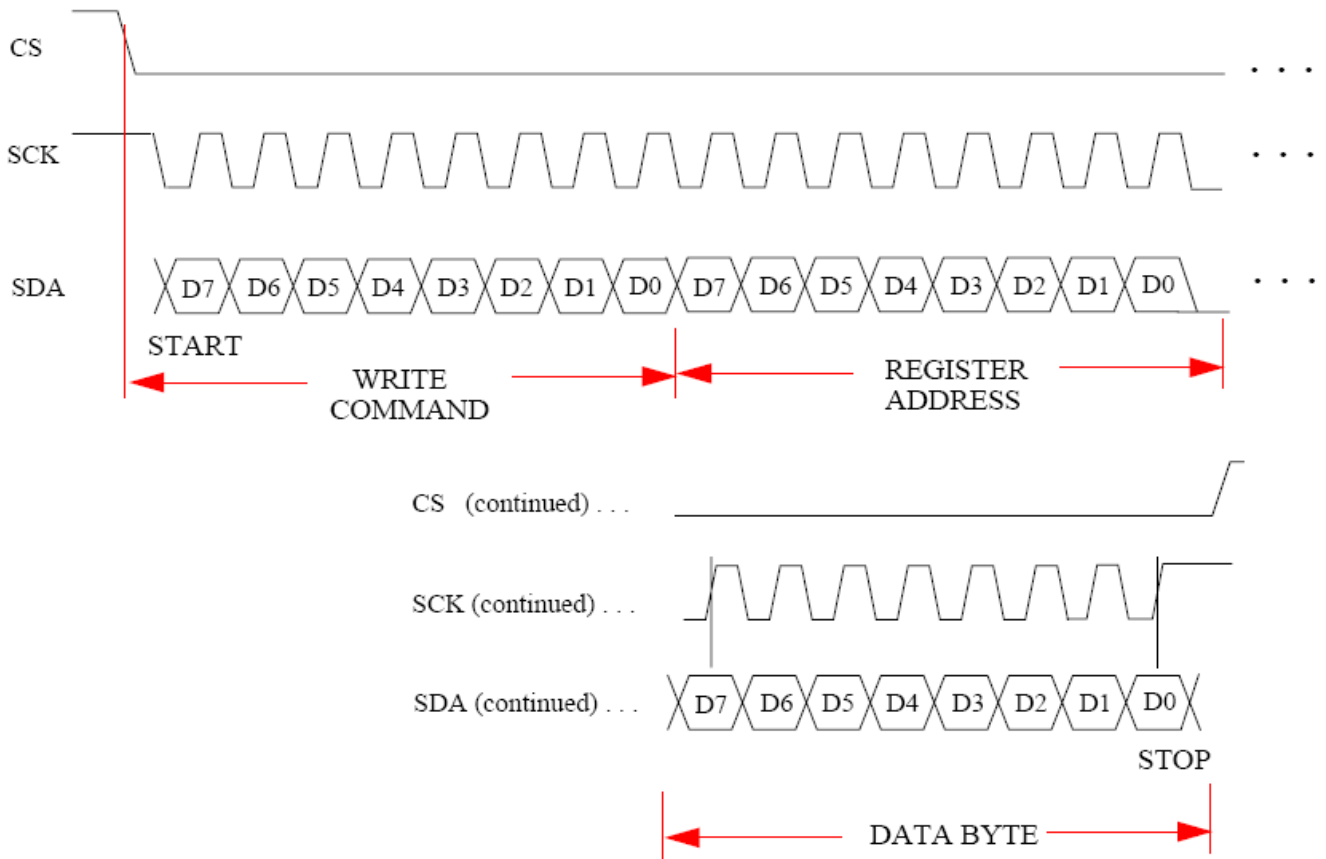 CS . . .
SCK . . .
SDA D7 D6 D5 D4 D3 D2 D1 D0 D7 D6 D5 D4 D3 D2 D1 D0 . . .
START
WRITE
COMMAND
REGISTER
ADDRESS
CS (continued) . . .
SCK (continued) . . .
SDA (continued) . . . D7 D6 D5 D4 D3 D2 D1 D0
STOP
DATA BYTE